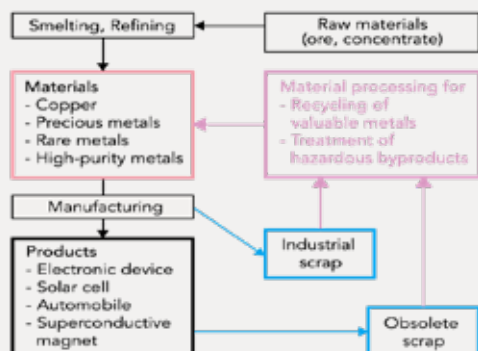 Smelting, Refining
Raw materials
(ore, concentrate)
Materials
- Copper
- Precious metals
- Rare metals
- High-purity metals
Material processing for
- Recycling of
valuable metals
- Treatment of
hazardous byproducts
Manufacturing
Industrial
scrap
Products
- Electronic device
- Solar cell
- Automobile
- Superconductive
magnet
Obsolete
scrap